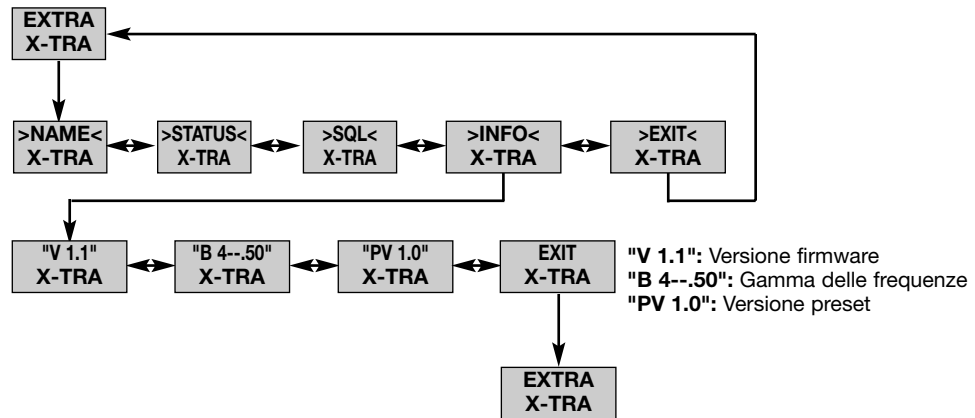 EXTRA
X-TRA
>NAME<
X-TRA
>STATUS<
X-TRA
>SQL<
X-TRA
>INFO<
X-TRA
>EXIT<
X-TRA
"V 1.1"
X-TRA
"B 4--.50"
X-TRA
"PV 1.0"
X-TRA
EXIT
X-TRA
"V 1.1": Versione firmware
"B 4--.50": Gamma delle frequenze
"PV 1.0": Versione preset
EXTRA
X-TRA